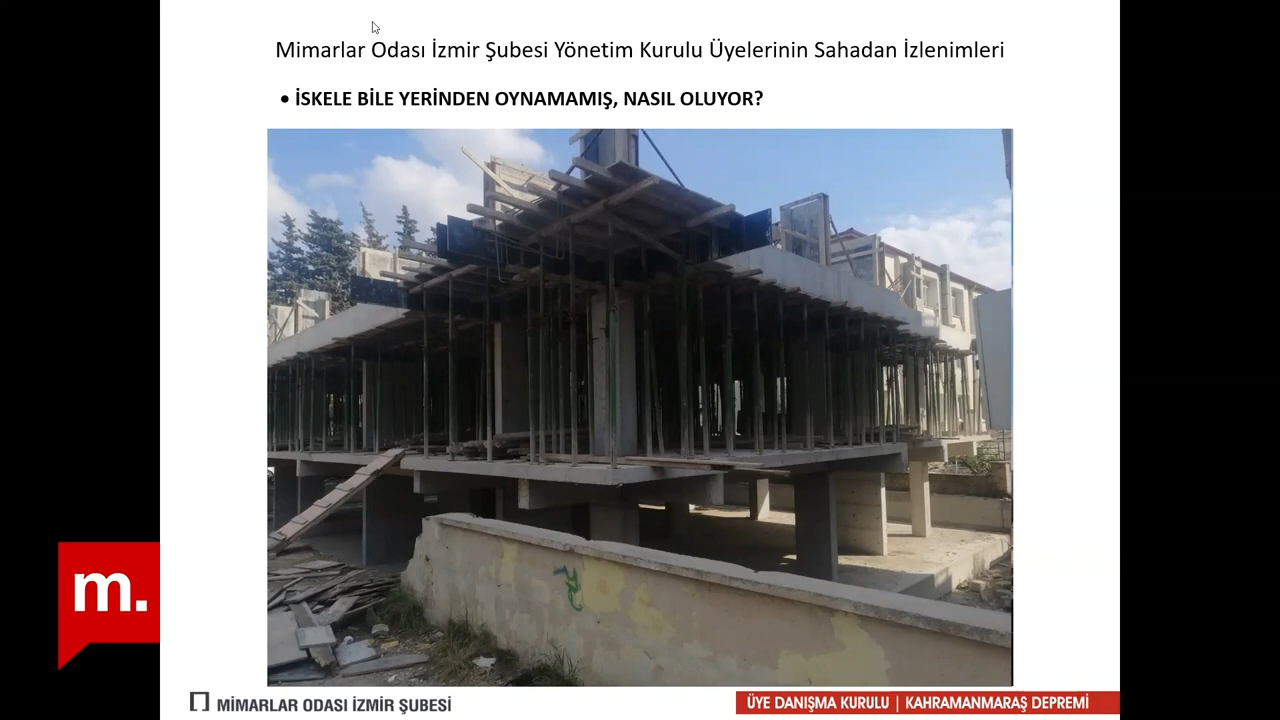 Mimarlar Odası İzmir Şubesi Yönetim Kurulu Üyelerinin Sahadan İzlenimleri
• İSKELE BİLE YERİNDEN OYNAMAMIŞ, NASIL OLUYOR?
m.
MİMARLAR ODASI İZMİR ŞUBESİ
ÜYE DANIŞMA KURULU | KAHRAMANMARAŞ DEPREMİ